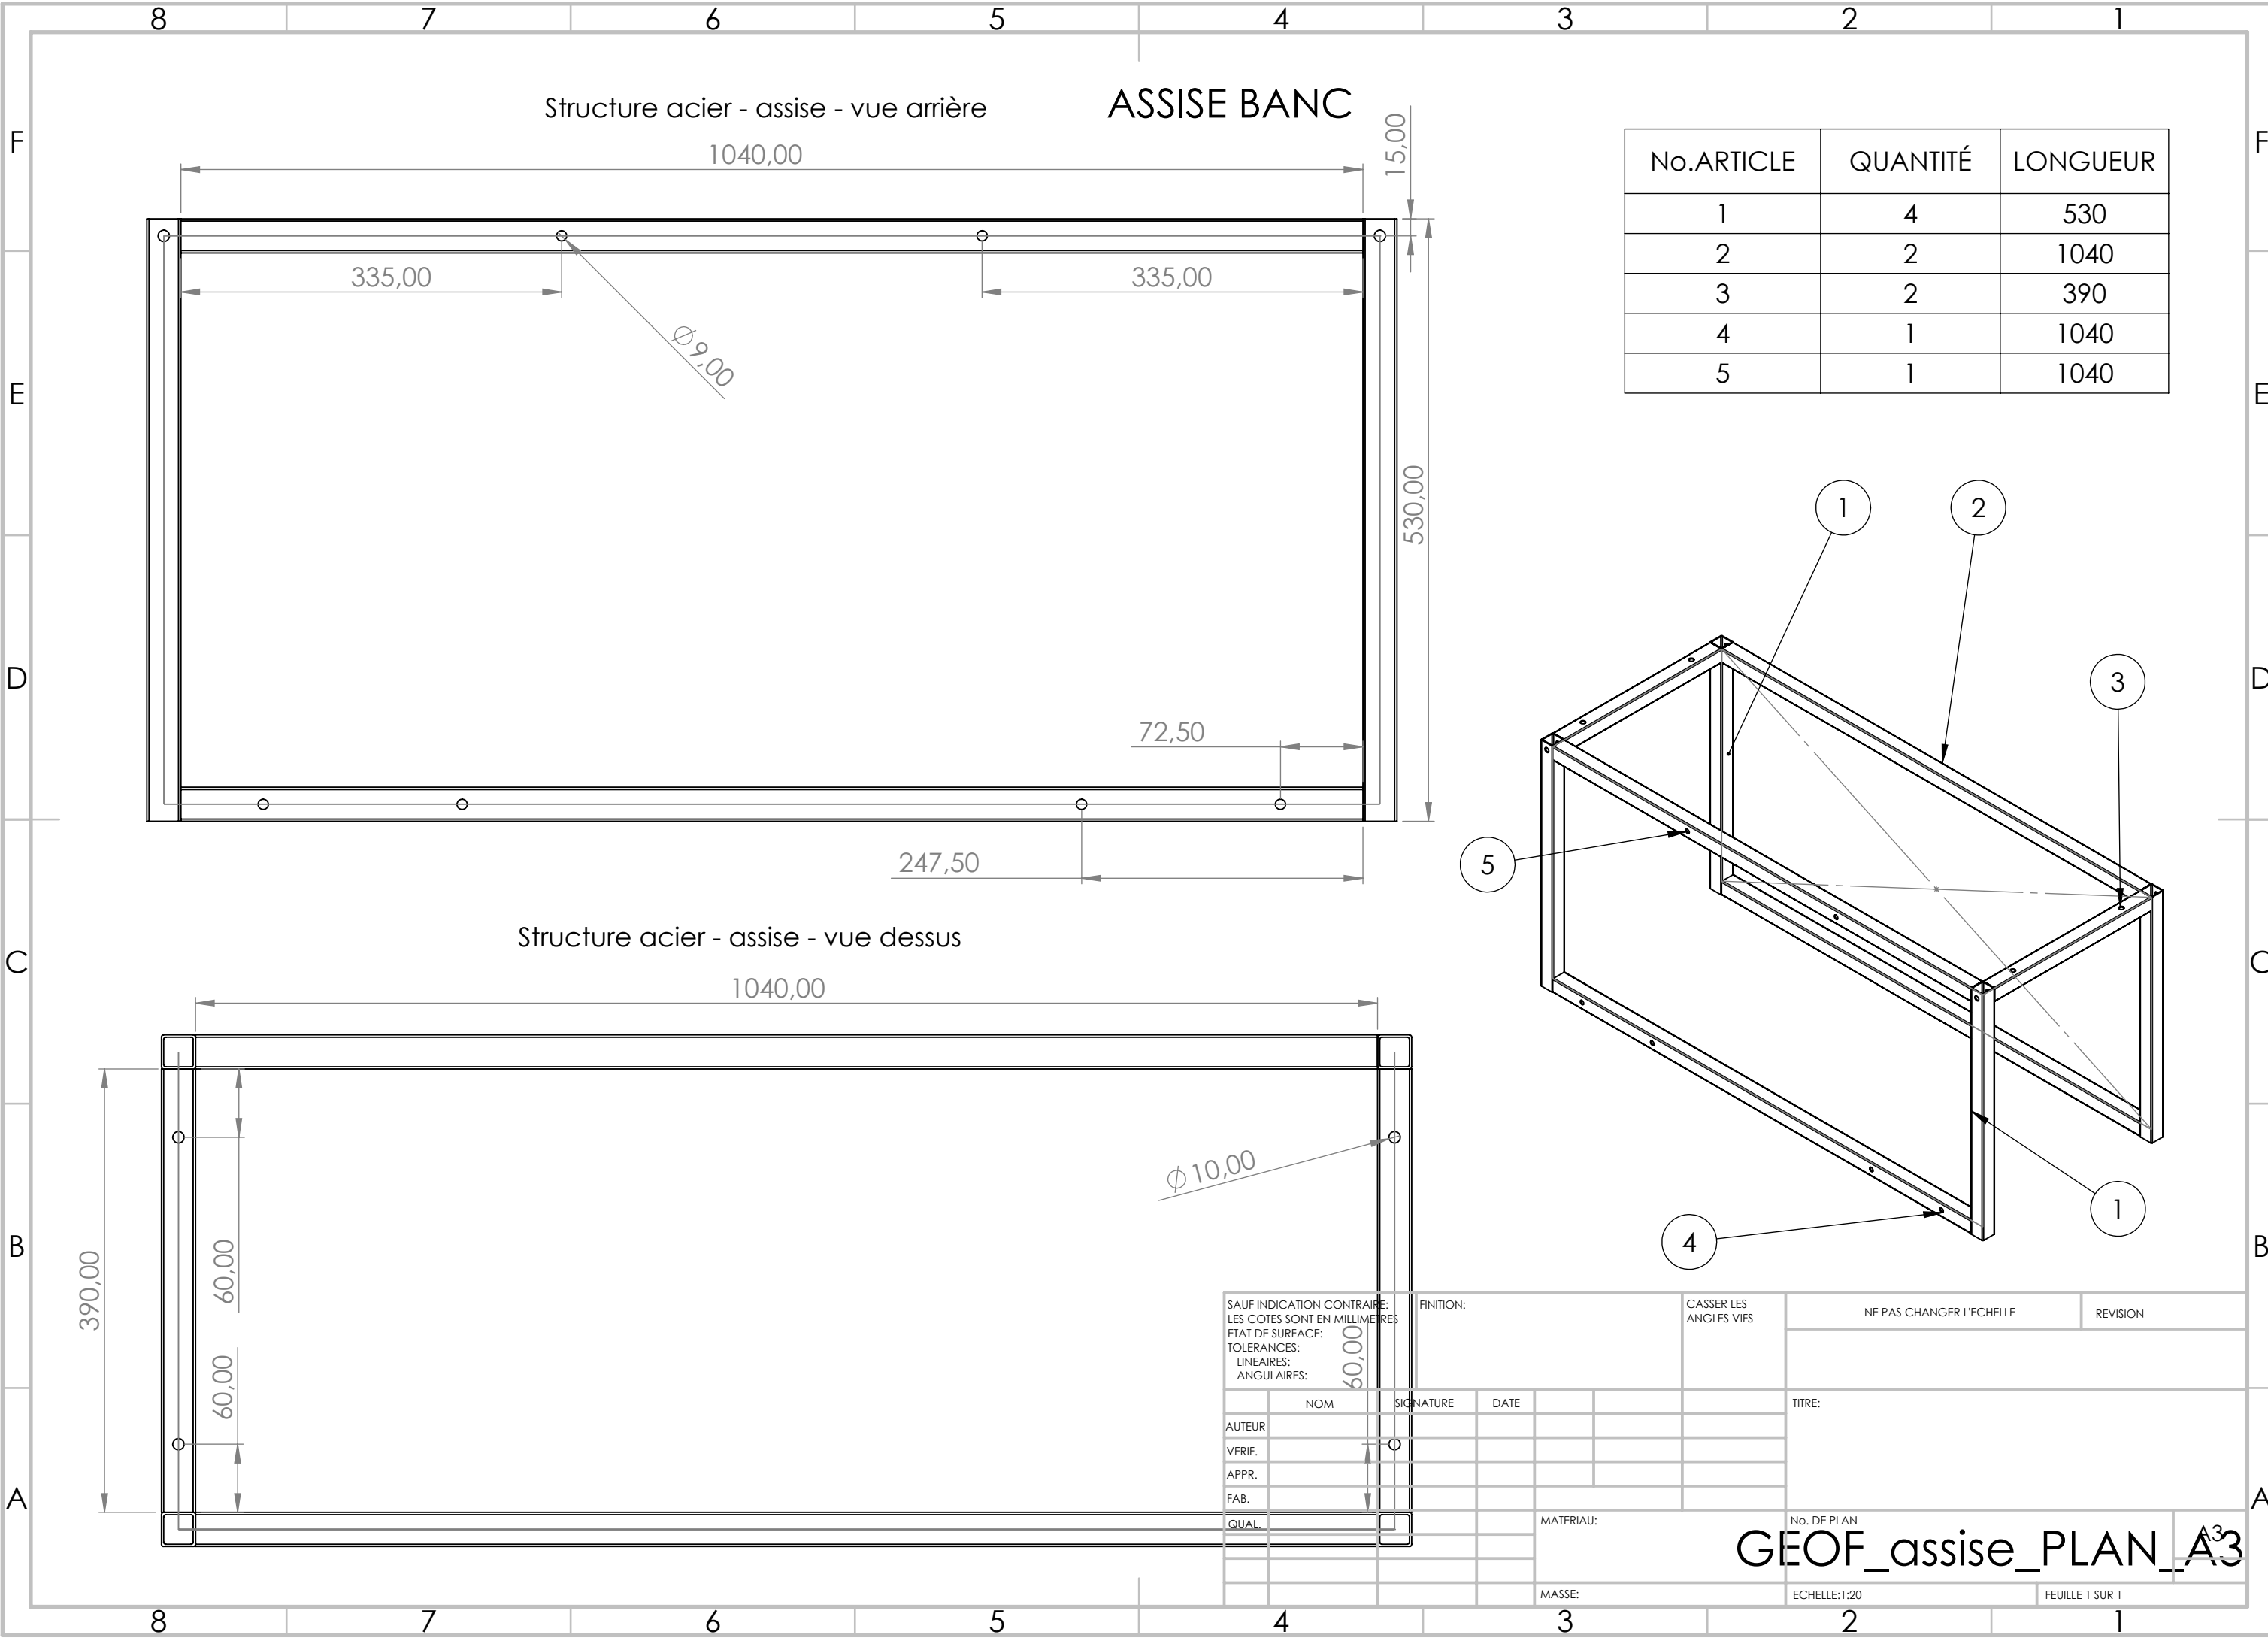 8 7 6 5 4 3 2 1
F F
E E
D D
C C
B B
A A
Structure acier - assise - vue arrière
ASSISE BANC
1040,00
15,00
335,00
335,00
∅9,00
530,00
72,50
247,50
No.ARTICLE QUANTITÉ LONGUEUR
1 4 530
2 2 1040
3 2 390
4 1 1040
5 1 1040
1
2
3
5
1
4
Structure acier - assise - vue dessus
1040,00
390,00
60,00
60,00
∅10,00
60,00
SAUF INDICATION CONTRAIRE:
LES COTES SONT EN MILLIMETRES
ETAT DE SURFACE:
TOLERANCES:
LINEAIRES:
ANGULAIRES:
FINITION:
CASSER LES
ANGLES VIFS
NE PAS CHANGER L'ECHELLE
REVISION
NOM SIGNATURE DATE
AUTEUR
VERIF.
APPR.
FAB.
QUAL.
TITRE:
MATERIAU:
No. DE PLAN
GEOF_assise_PLAN_A3
A3
MASSE:
ECHELLE:1:20
FEUILLE 1 SUR 1
8 7 6 5 4 3 2 1